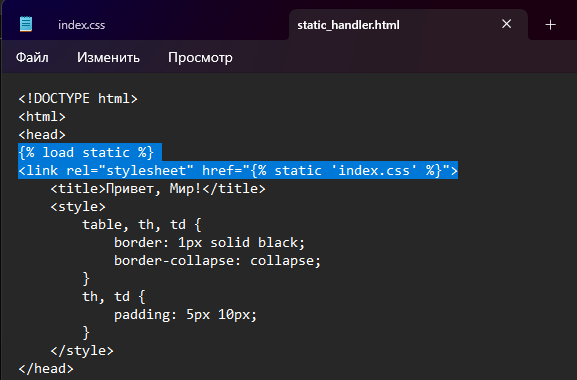 index.css
static_handler.html
Файл Изменить Просмотр
<!DOCTYPE html>
<html>
<head>
{% load static %}
<link rel="stylesheet" href="{% static 'index.css' %}">
    <title>Привет, Мир!</title>
    <style>
        table, th, td {
            border: 1px solid black;
            border-collapse: collapse;
        }
        th, td {
            padding: 5px 10px;
        }
    </style>
</head>